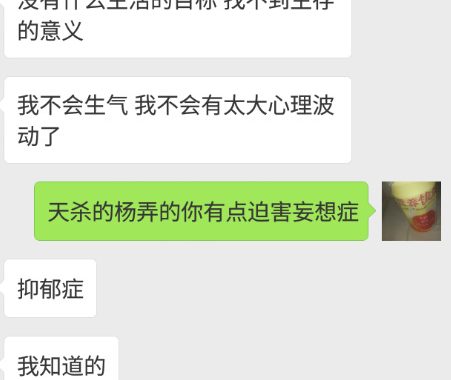 没有什么生活的目标 找不到生存
的意义
我不会生气 我不会有太大心理波
动了
天杀的杨弄的你有点迫害妄想症
抑郁症
我知道的